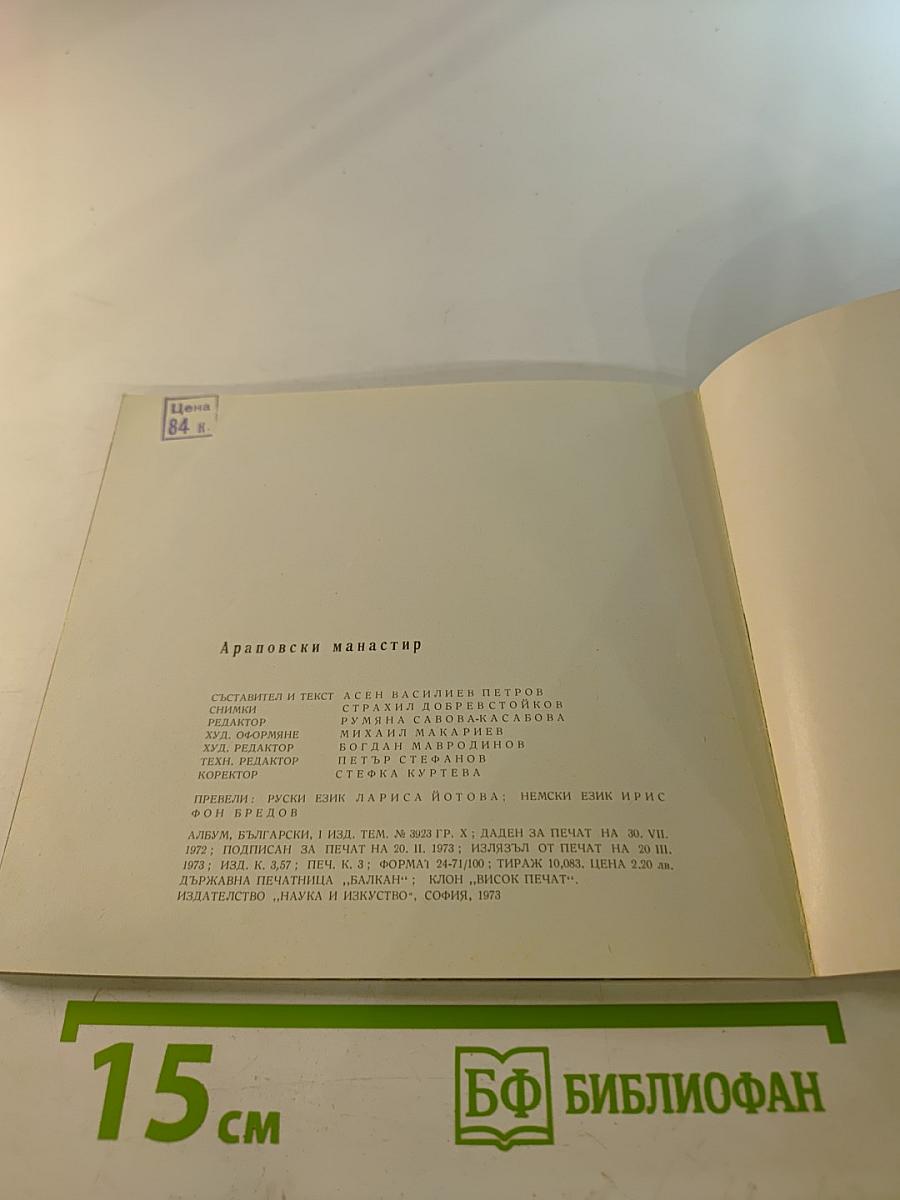 Цена
84 к.
Араповски манастир
СЪСТАВИТЕЛ И ТЕКСТ АСЕН ВАСИЛИЕВ ПЕТРОВ
СНИМКИ СТРАХИЛ ДОБРЕВСТОЙКОВ
РЕДАКТОР РУМЯНА САВОВА-КАСАБОВА
ХУД. ОФОРМЯНЕ МИХАИЛ МАКАРИЕВ
ХУД. РЕДАКТОР БОГДАН МАВРОДИНОВ
ТЕХН. РЕДАКТОР ПЕТЪР СТЕФАНОВ
КОРЕКТОР СТЕФКА КУРТЕВА
ПРЕВЕЛИ: РУСКИ ЕЗИК ЛАРИСА ЙОТОВА; НЕМСКИ ЕЗИК ИРИС
ФОН БРЕДОВ
АЛБУМ, БЪЛГАРСКИ, I ИЗД. ТЕМ. № 3923 ГР. X; ДАДЕН ЗА ПЕЧАТ НА 30. VII.
1972; ПОДПИСАН ЗА ПЕЧАТ НА 20. II. 1973; ИЗЛЯЗЪЛ ОТ ПЕЧАТ НА 20 III.
1973; ИЗД. К. 3,57; ПЕЧ. К. 3; ФОРМАТ 24-71/100; ТИРАЖ 10,083. ЦЕНА 2.20 лв.
ДЪРЖАВНА ПЕЧАТНИЦА „БАЛКАН“; КЛОН „ВИСОК ПЕЧАТ“.
ИЗДАТЕЛСТВО „НАУКА И ИЗКУСТВО“, СОФИЯ, 1973
15 см
БФ БИБЛИОФАН